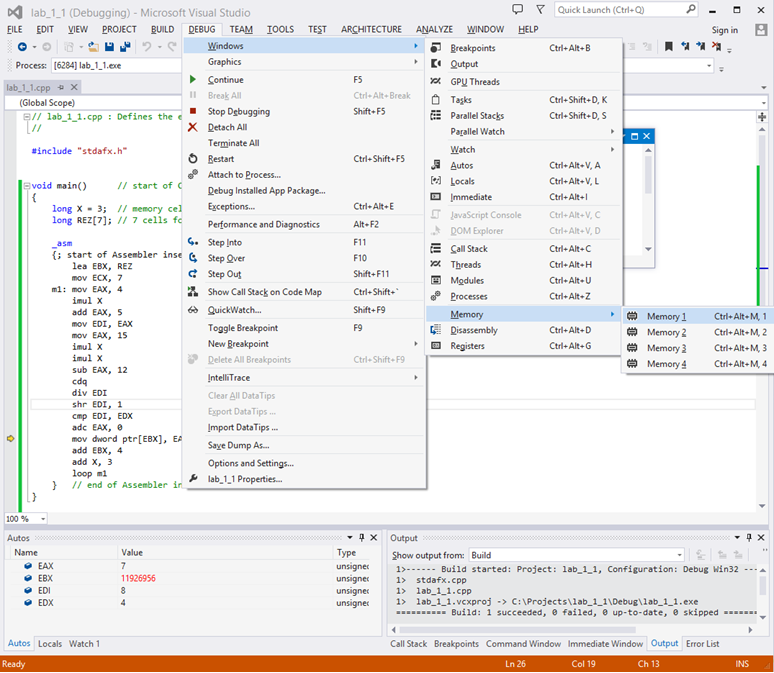 lab_1_1 (Debugging) - Microsoft Visual Studio
Quick Launch (Ctrl+Q)
FILE EDIT VIEW PROJECT BUILD DEBUG TEAM TOOLS TEST ARCHITECTURE ANALYZE WINDOW HELP Sign in
Process: [6284] lab_1_1.exe
lab_1_1.cpp
(Global Scope)
// lab_1_1.cpp : Defines the e
//
#include "stdafx.h"
void main() // start of C
{
long X = 3; // memory cel
long REZ[7]; // 7 cells fo
_asm
{; start of Assembler inse
lea EBX, REZ
mov ECX, 7
m1: mov EAX, 4
imul X
add EAX, 5
mov EDI, EAX
mov EAX, 15
imul X
imul X
sub EAX, 12
cdq
div EDI
shr EDI, 1
cmp EDI, EDX
adc EAX, 0
mov dword ptr[EBX], EA
add EBX, 4
add X, 3
loop m1
} // end of Assembler in
}
100 %
Windows
Graphics
Continue F5
Break All Ctrl+Alt+Break
Stop Debugging Shift+F5
Detach All
Terminate All
Restart Ctrl+Shift+F5
Attach to Process...
Debug Installed App Package...
Exceptions... Ctrl+Alt+E
Performance and Diagnostics Alt+F2
Step Into F11
Step Over F10
Step Out Shift+F11
Show Call Stack on Code Map Ctrl+Shift+`
QuickWatch... Shift+F9
Toggle Breakpoint F9
New Breakpoint
Delete All Breakpoints Ctrl+Shift+F9
IntelliTrace
Clear All DataTips
Export DataTips ...
Import DataTips ...
Save Dump As...
Options and Settings...
lab_1_1 Properties...
Breakpoints Ctrl+Alt+B
Output
GPU Threads
Tasks Ctrl+Shift+D, K
Parallel Stacks Ctrl+Shift+D, S
Parallel Watch
Watch
Autos Ctrl+Alt+V, A
Locals Ctrl+Alt+V, L
Immediate Ctrl+Alt+I
JavaScript Console Ctrl+Alt+V, C
DOM Explorer Ctrl+Alt+V, D
Call Stack Ctrl+Alt+C
Threads Ctrl+Alt+H
Modules Ctrl+Alt+U
Processes Ctrl+Alt+Z
Memory
Disassembly Ctrl+Alt+D
Registers Ctrl+Alt+G
Memory 1 Ctrl+Alt+M, 1
Memory 2 Ctrl+Alt+M, 2
Memory 3 Ctrl+Alt+M, 3
Memory 4 Ctrl+Alt+M, 4
Autos
Name Value Type
EAX 7 unsigned
EBX 11926956 unsigned
EDI 8 unsigned
EDX 4 unsigned
Autos Locals Watch 1
Output
Show output from: Build
1>------ Build started: Project: lab_1_1, Configuration: Debug Win32 ---
1> stdafx.cpp
1> lab_1_1.cpp
1> lab_1_1.vcxproj -> C:\Projects\lab_1_1\Debug\lab_1_1.exe
========== Build: 1 succeeded, 0 failed, 0 up-to-date, 0 skipped =======
Call Stack Breakpoints Command Window Immediate Window Output Error List
Ready Ln 26 Col 19 Ch 13 INS